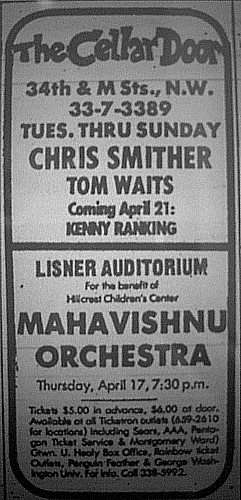 The Cellar Door
34th & M Sts., N.W.
33-7-3389
TUES. THRU SUNDAY
CHRIS SMITHER
TOM WAITS
Coming April 21:
KENNY RANKING
LISNER AUDITORIUM
For the benefit of
Hillcrest Children's Center
MAHAVISHNU
ORCHESTRA
Thursday, April 17, 7:30 p.m.
Tickets $5.00 in advance, $6.00 at door.
Available at all Ticketron outlets (659-2610
for locations) including Sears, AAA, Penta-
gon Ticket Service & Montgomery Ward)
Gtwn. U. Healy Box Office, Rainbow ticket
Outlets, Penguin Feather & George Wash-
ington Univ. For info. Call 338-5992.